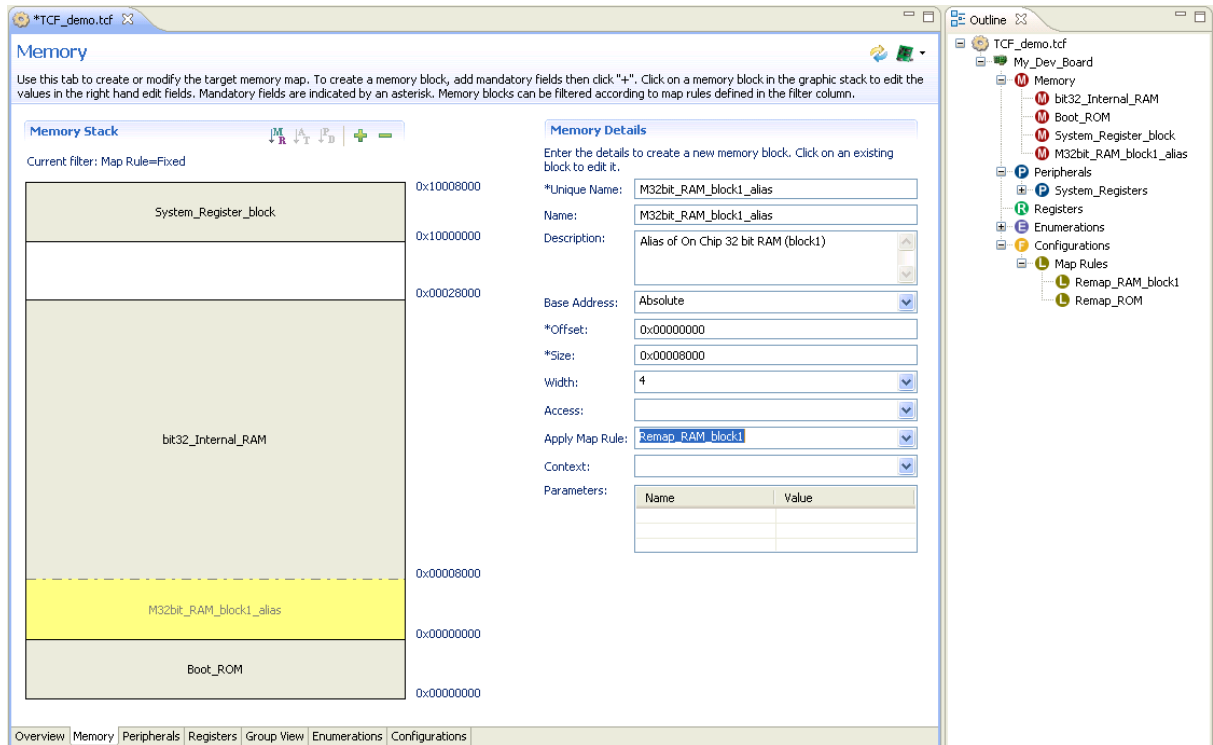 *TCF_demo.tcf
Memory
Use this tab to create or modify the target memory map. To create a memory block, add mandatory fields then click "+". Click on a memory block in the graphic stack to edit the
values in the right hand edit fields. Mandatory fields are indicated by an asterisk. Memory blocks can be filtered according to map rules defined in the filter column.
Memory Stack
Current filter: Map Rule=Fixed
0x10008000
System_Register_block
0x10000000
0x00028000
bit32_Internal_RAM
0x00008000
M32bit_RAM_block1_alias
0x00000000
Boot_ROM
0x00000000
Memory Details
Enter the details to create a new memory block. Click on an existing
block to edit it.
*Unique Name: M32bit_RAM_block1_alias
Name: M32bit_RAM_block1_alias
Description: Alias of On Chip 32 bit RAM (block1)
Base Address: Absolute
*Offset: 0x00000000
*Size: 0x00008000
Width: 4
Access:
Apply Map Rule: Remap_RAM_block1
Context:
Parameters:
Name Value
Overview Memory Peripherals Registers Group View Enumerations Configurations
Outline
TCF_demo.tcf
My_Dev_Board
M Memory
M bit32_Internal_RAM
M Boot_ROM
M System_Register_block
M M32bit_RAM_block1_alias
P Peripherals
P System_Registers
R Registers
E Enumerations
F Configurations
L Map Rules
L Remap_RAM_block1
L Remap_ROM